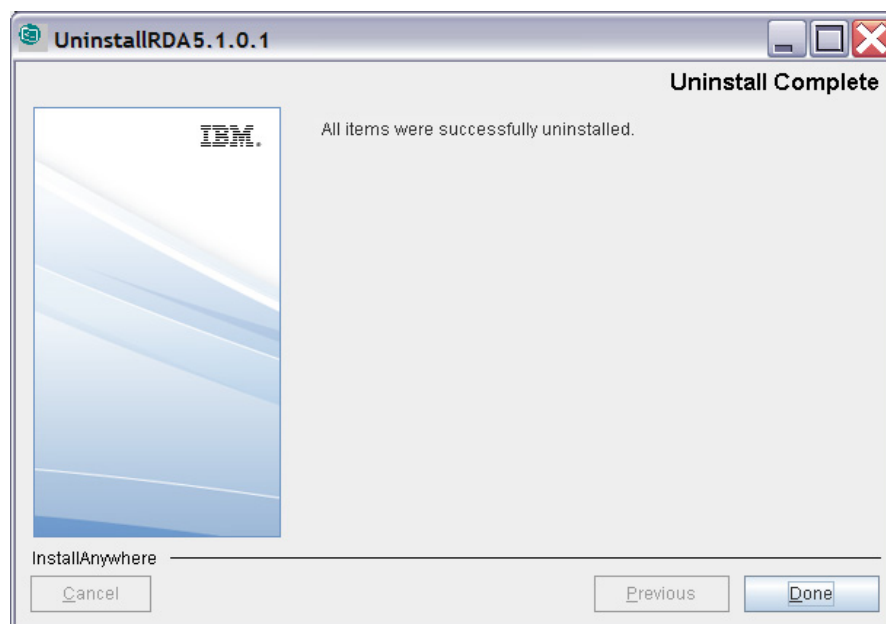 UninstallRDA5.1.0.1
Uninstall Complete
IBM.
All items were successfully uninstalled.
InstallAnywhere
Cancel
Previous
Done